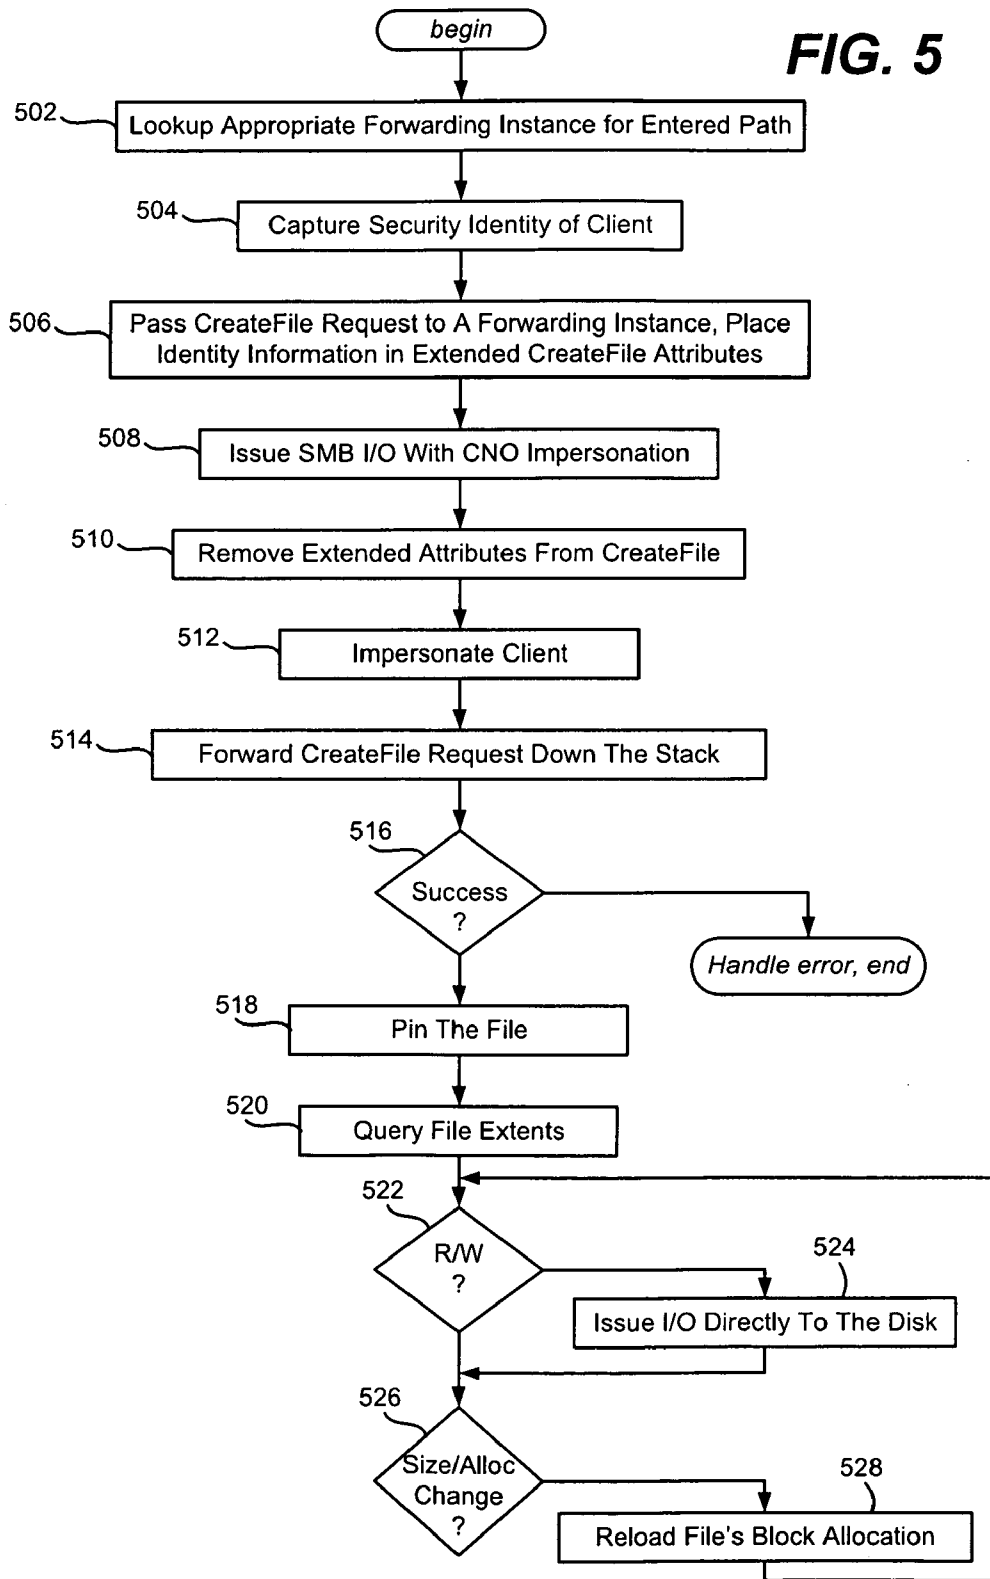 begin
FIG. 5
502
Lookup Appropriate Forwarding Instance for Entered Path
504
Capture Security Identity of Client
506
Pass CreateFile Request to A Forwarding Instance, Place
Identity Information in Extended CreateFile Attributes
508
Issue SMB I/O With CNO Impersonation
510
Remove Extended Attributes From CreateFile
512
Impersonate Client
514
Forward CreateFile Request Down The Stack
516
Success
?
Handle error, end
518
Pin The File
520
Query File Extents
522
R/W
?
524
Issue I/O Directly To The Disk
526
Size/Alloc
Change
?
528
Reload File's Block Allocation